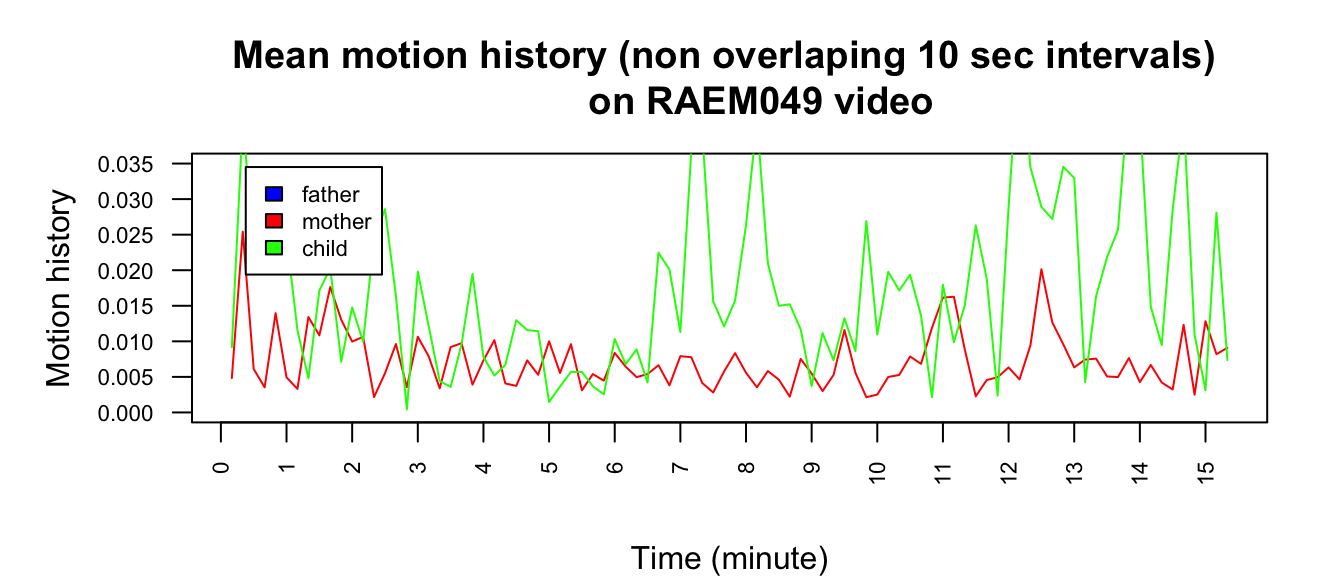 Mean motion history (non overlaping 10 sec intervals)
on RAEM049 video
Motion history
0.035
0.030
0.025
0.020
0.015
0.010
0.005
0.000
father
mother
child
0 1 2 3 4 5 6 7 8 9 10 11 12 13 14 15
Time (minute)